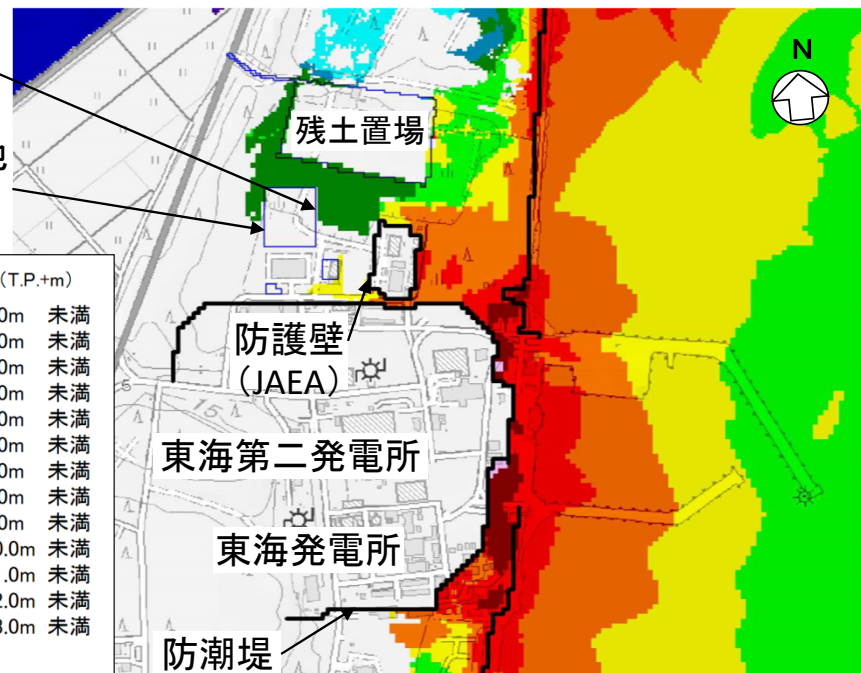 N
残土置場
(T.P.+m)
0m 未満
0m 未満
0m 未満
0m 未満
0m 未満
0m 未満
0m 未満
0m 未満
0m 未満
0.0m 未満
.0m 未満
2.0m 未満
3.0m 未満
防護壁
(JAEA)
5
15
東海第二発電所
東海発電所
防潮堤